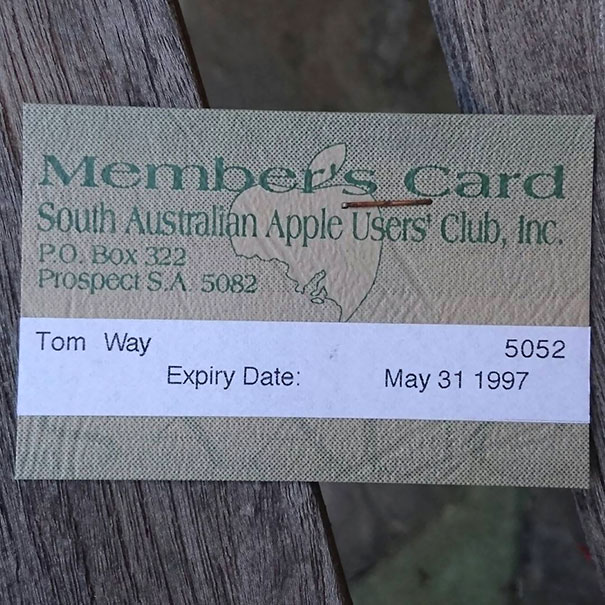 Member's Card
South Australian Apple Users' Club, Inc.
P.O. Box 322
Prospect S.A. 5082
Tom Way 5052
Expiry Date: May 31 1997